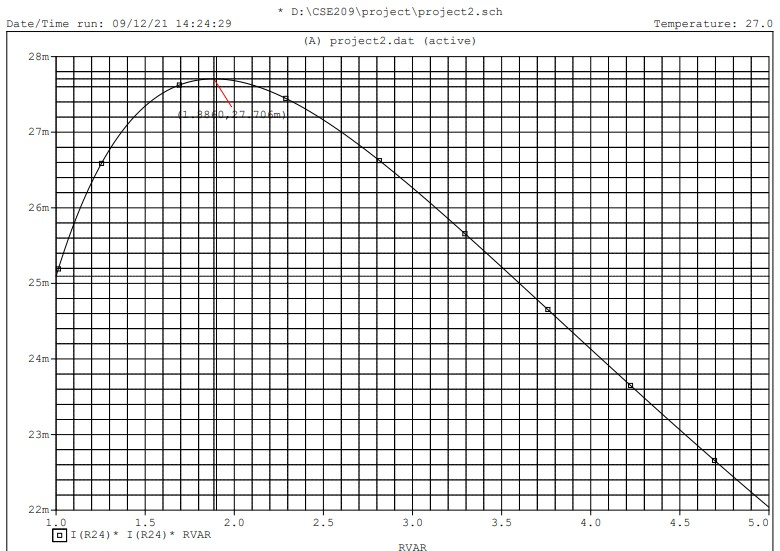 * D:\CSE209\project\project2.sch
Date/Time run: 09/12/21 14:24:29 Temperature: 27.0
(A) project2.dat (active)
28m
(1.8860,27.706m)
27m
26m
25m
24m
23m
22m
1.0 1.5 2.0 2.5 3.0 3.5 4.0 4.5 5.0
I(R24)* I(R24)* RVAR
RVAR